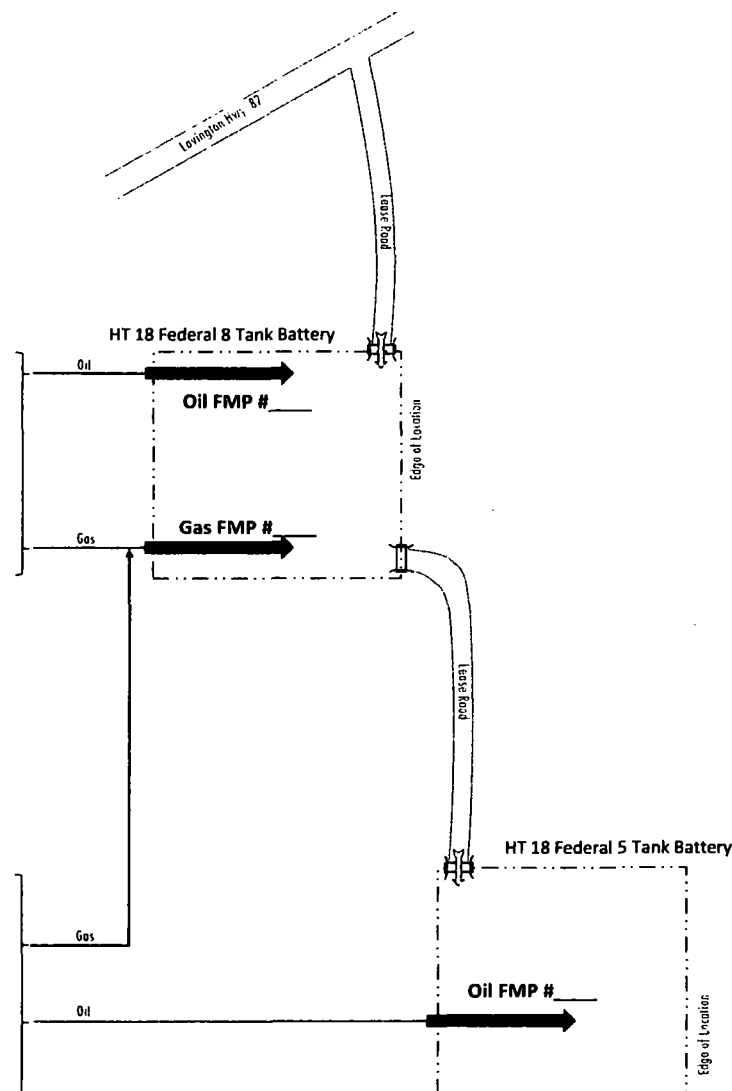 Lovington Hwy 87
Lease Road
HT 18 Federal 8 Tank Battery
Oil
Oil FMP #____
Edge of Location
Gas FMP #____
Gas
Lease Road
HT 18 Federal 5 Tank Battery
Gas
Oil FMP #____
Oil
Edge of Location